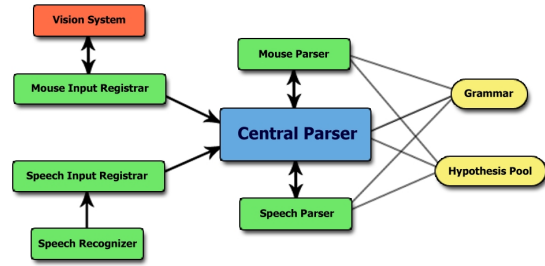 Vision System
Mouse Parser
Mouse Input Registrar
Grammar
Central Parser
Speech Input Registrar
Hypothesis Pool
Speech Parser
Speech Recognizer